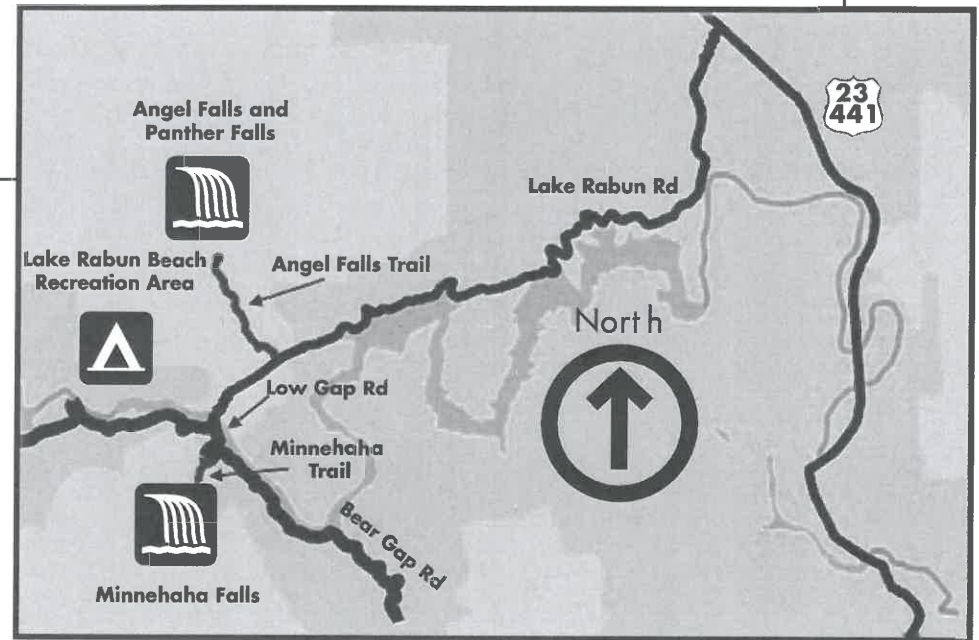 Angel Falls and
Panther Falls
23
441
Lake Rabun Rd
Lake Rabun Beach
Recreation Area
Angel Falls Trail
North
Low Gap Rd
Minnehaha
Trail
Bear Gap Rd
Minnehaha Falls